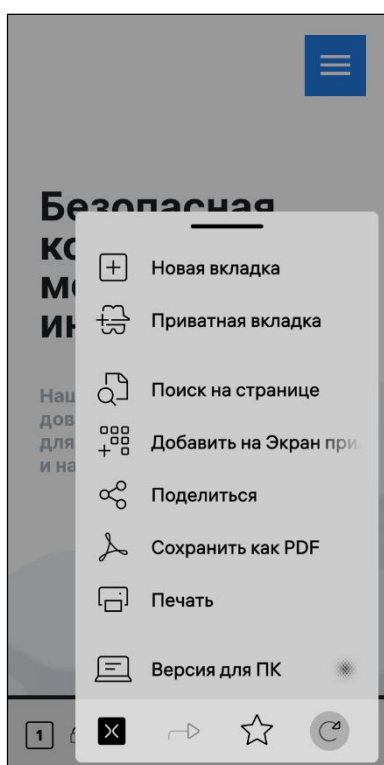 Безопасная
Новая вкладка
Приватная вкладка
Поиск на странице
Добавить на Экран при
Поделиться
Сохранить как PDF
Печать
Версия для ПК
1